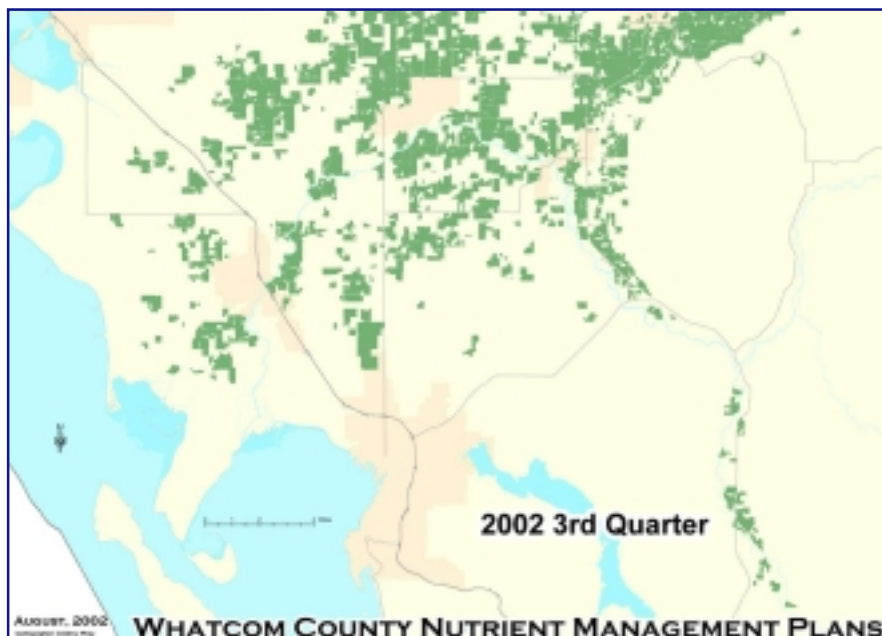 2002 3rd Quarter
AUGUST, 2002
WHATCOM COUNTY NUTRIENT MANAGEMENT PLANS